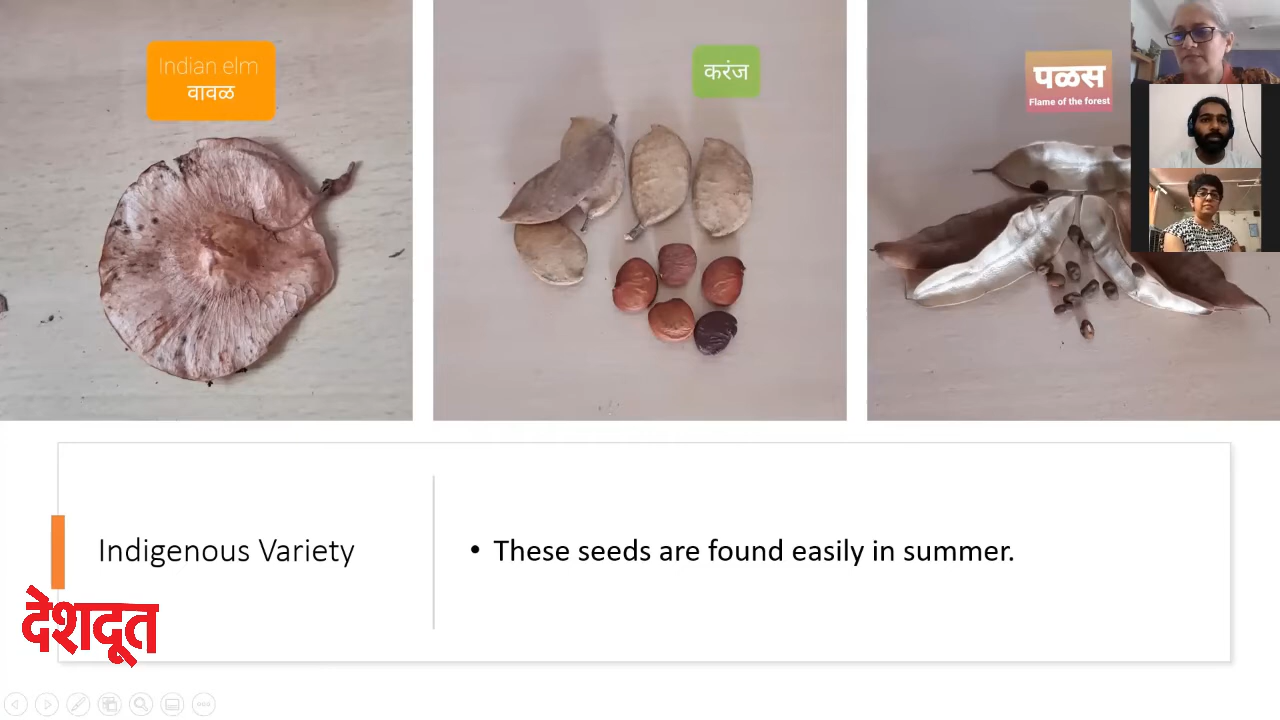 Indian elm
वावळ
करंज
पळस
Flame of the forest
Indigenous Variety
• These seeds are found easily in summer.
देशदूत